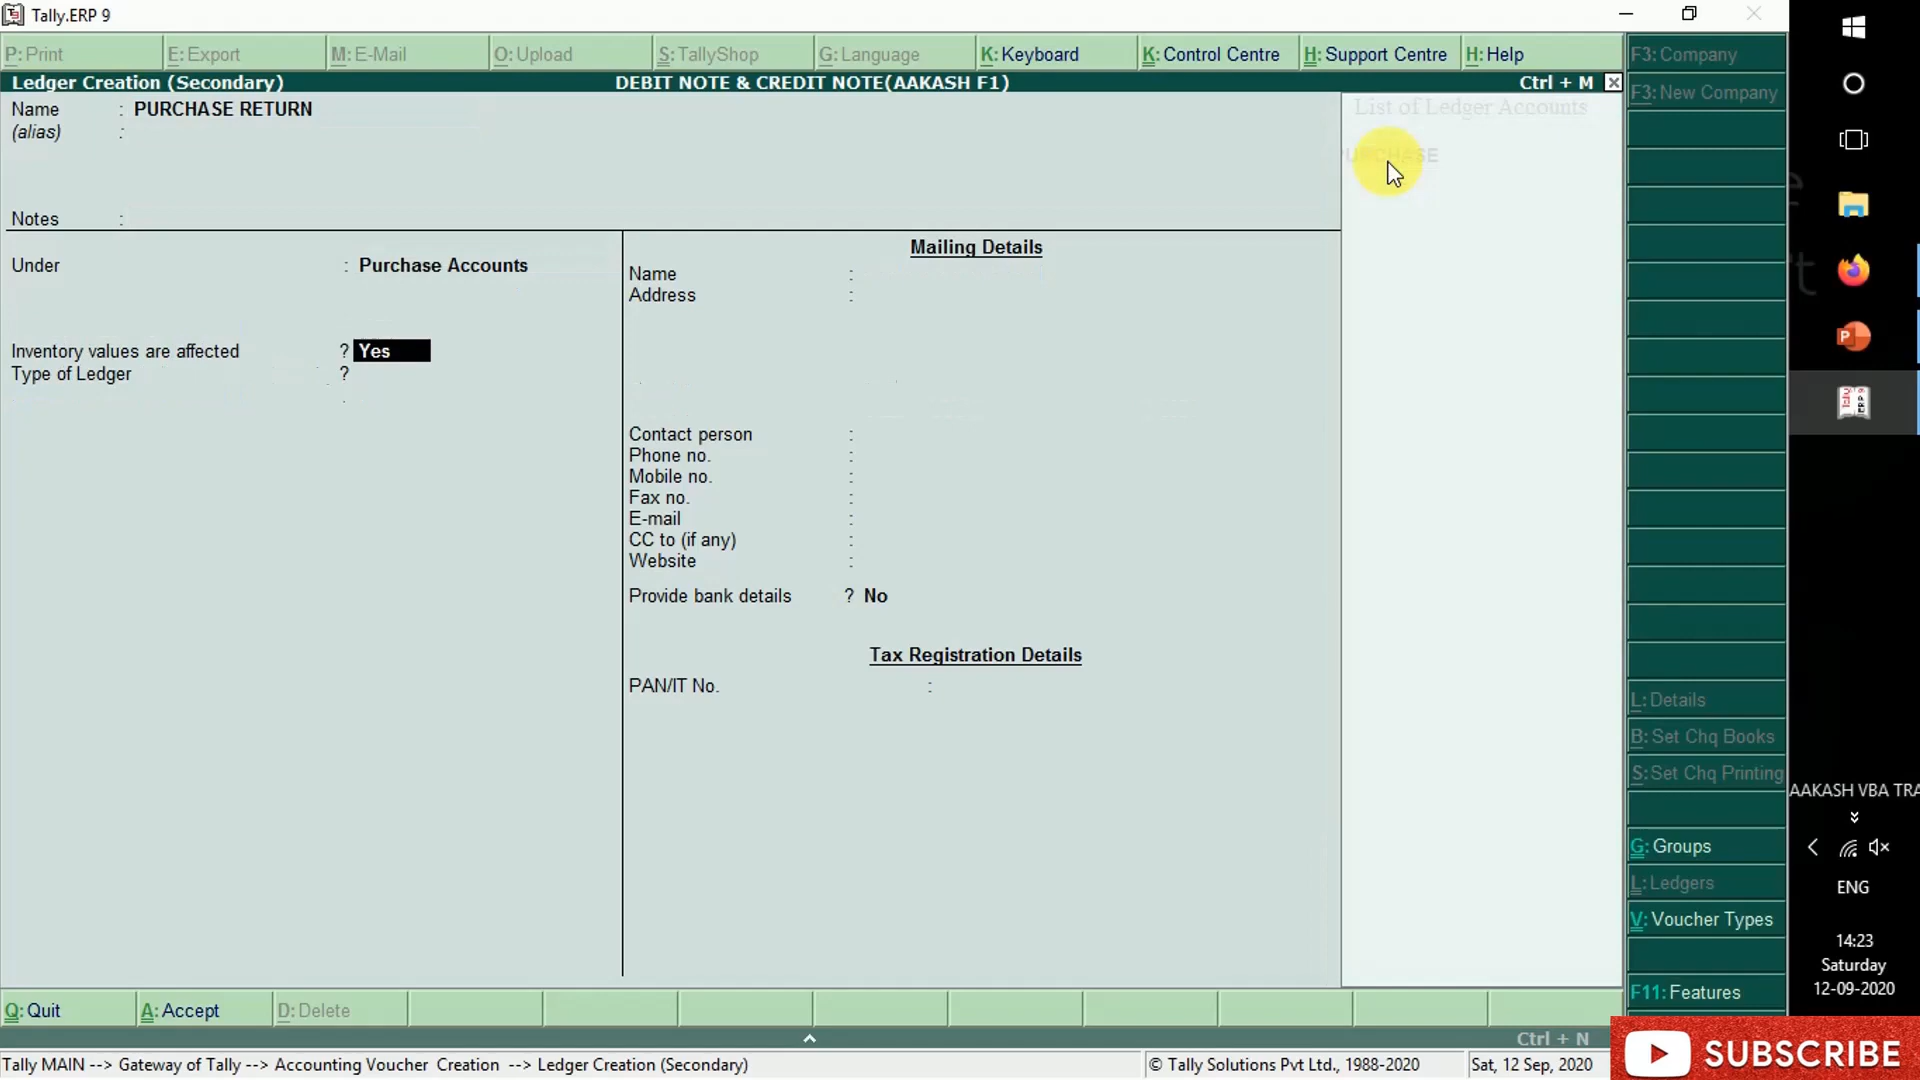 Tally.ERP 9
P: Print E: Export M: E-Mail O: Upload S: TallyShop G: Language K: Keyboard K: Control Centre H: Support Centre H: Help
F3: Company
Ledger Creation (Secondary) DEBIT NOTE & CREDIT NOTE(AAKASH F1) Ctrl + M
F3: New Company
Name : PURCHASE RETURN
(alias) :
List of Ledger Accounts
PURCHASE
Notes :
Under : Purchase Accounts
Inventory values are affected ? Yes
Type of Ledger ?
Mailing Details
Name :
Address :
Contact person :
Phone no. :
Mobile no. :
Fax no. :
E-mail :
CC to (if any) :
Website :
Provide bank details ? No
Tax Registration Details
PAN/IT No. :
L: Details
B: Set Chq Books
S: Set Chq Printing
G: Groups
L: Ledgers
V: Voucher Types
F11: Features
AAKASH VBA TRA
ENG
14:23
Saturday
12-09-2020
Q: Quit A: Accept D: Delete
Ctrl + N
Tally MAIN --> Gateway of Tally --> Accounting Voucher Creation --> Ledger Creation (Secondary) © Tally Solutions Pvt Ltd., 1988-2020 Sat, 12 Sep, 2020
SUBSCRIBE